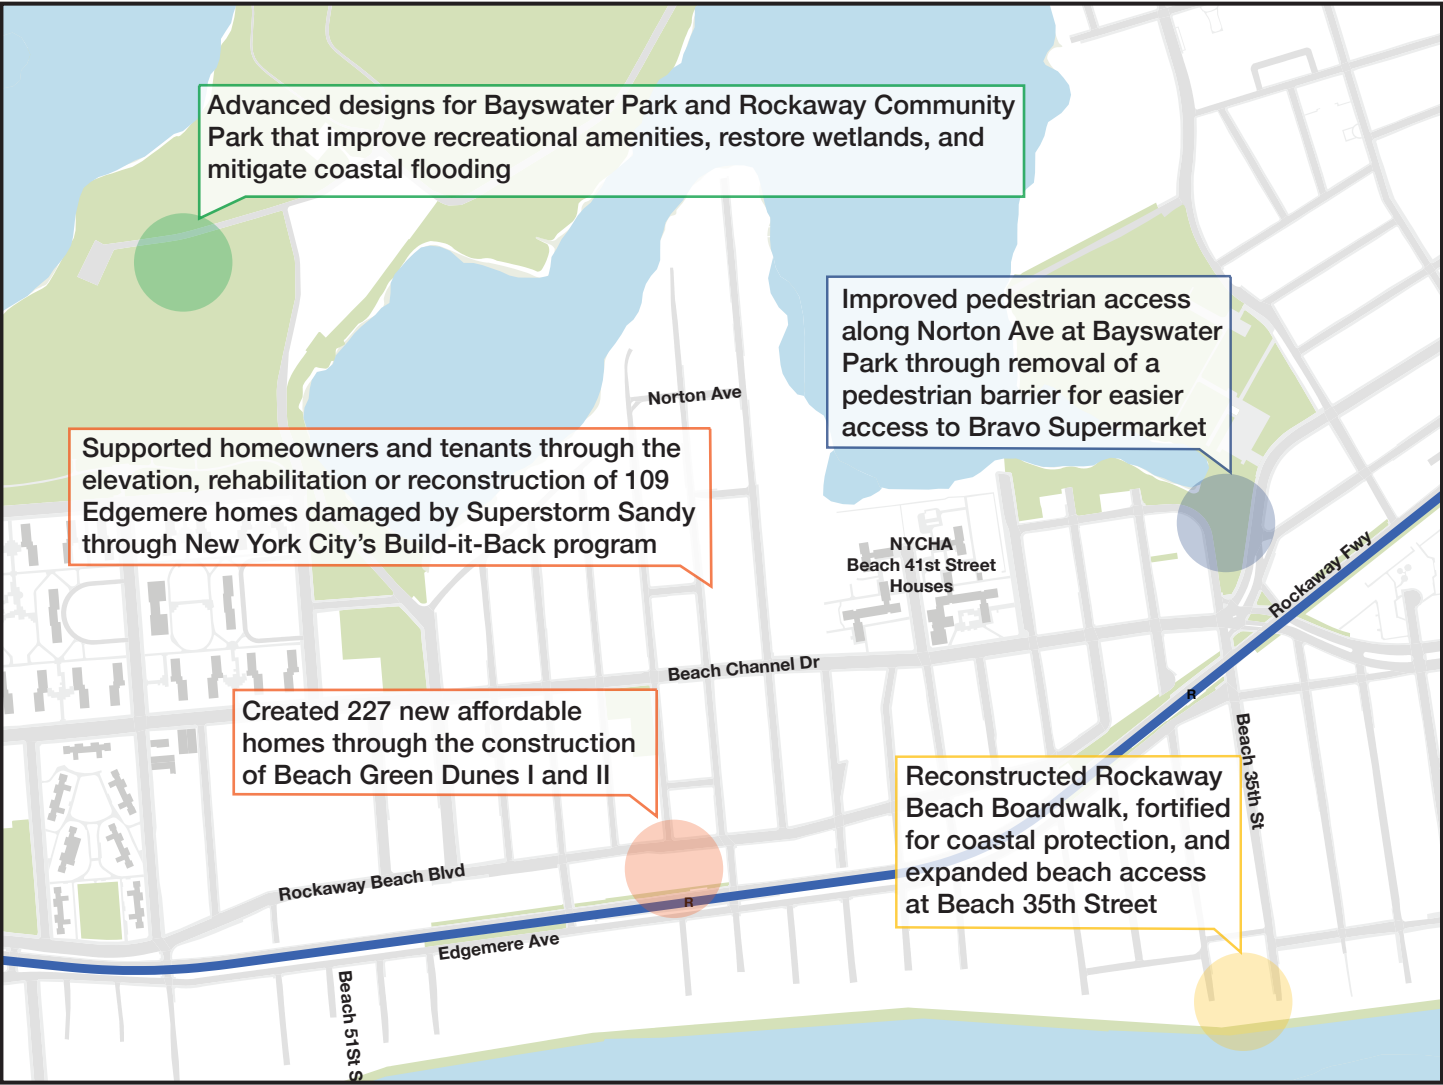 Advanced designs for Bayswater Park and Rockaway Community
Park that improve recreational amenities, restore wetlands, and
mitigate coastal flooding
Improved pedestrian access
along Norton Ave at Bayswater
Park through removal of a
pedestrian barrier for easier
access to Bravo Supermarket
Norton Ave
Supported homeowners and tenants through the
elevation, rehabilitation or reconstruction of 109
Edgemere homes damaged by Superstorm Sandy
through New York City's Build-it-Back program
NYCHA
Beach 41st Street
Houses
Rockaway Fwy
Beach Channel Dr
R
Created 227 new affordable
homes through the construction
of Beach Green Dunes I and II
Beach 35th St
Reconstructed Rockaway
Beach Boardwalk, fortified
for coastal protection, and
expanded beach access
at Beach 35th Street
Rockaway Beach Blvd
R
Edgemere Ave
Beach 51St S